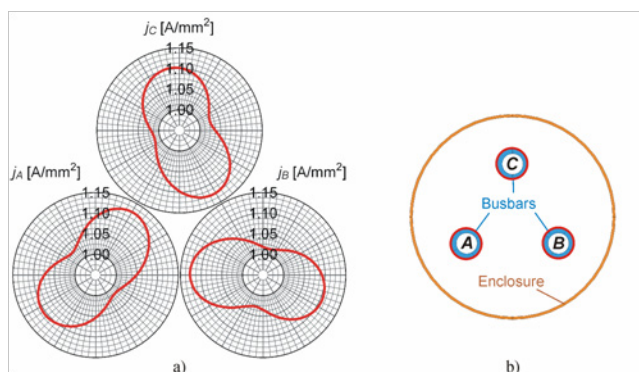 jC [A/mm²]
1.15
1.10
1.05
1.00
jA [A/mm²]
1.15
1.10
1.05
1.00
jB [A/mm²]
1.15
1.10
1.05
1.00
a)
C
Busbars
A
B
Enclosure
b)